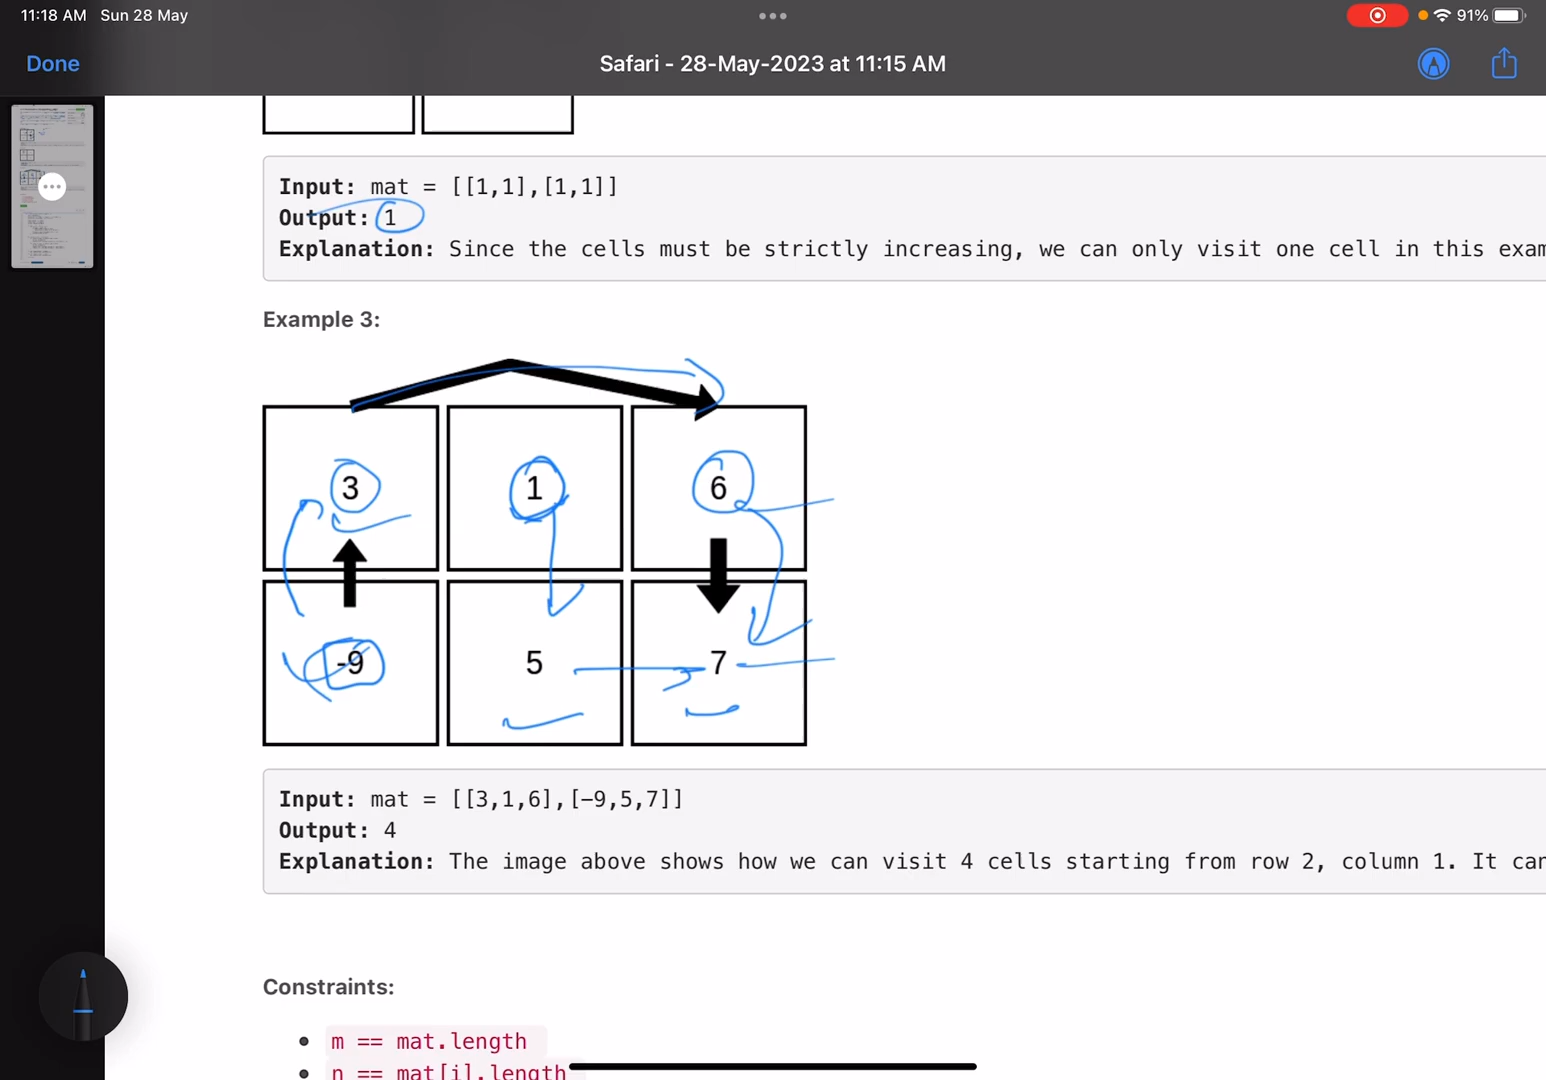 11:18 AM Sun 28 May
91%
Done
Safari - 28-May-2023 at 11:15 AM
Input: mat = [[1,1],[1,1]]
Output: 1
Explanation: Since the cells must be strictly increasing, we can only visit one cell in this exam
Example 3:
3 1 6
-9 5 7
Input: mat = [[3,1,6],[-9,5,7]]
Output: 4
Explanation: The image above shows how we can visit 4 cells starting from row 2, column 1. It can
Constraints:
m == mat.length
n == mat[i].length